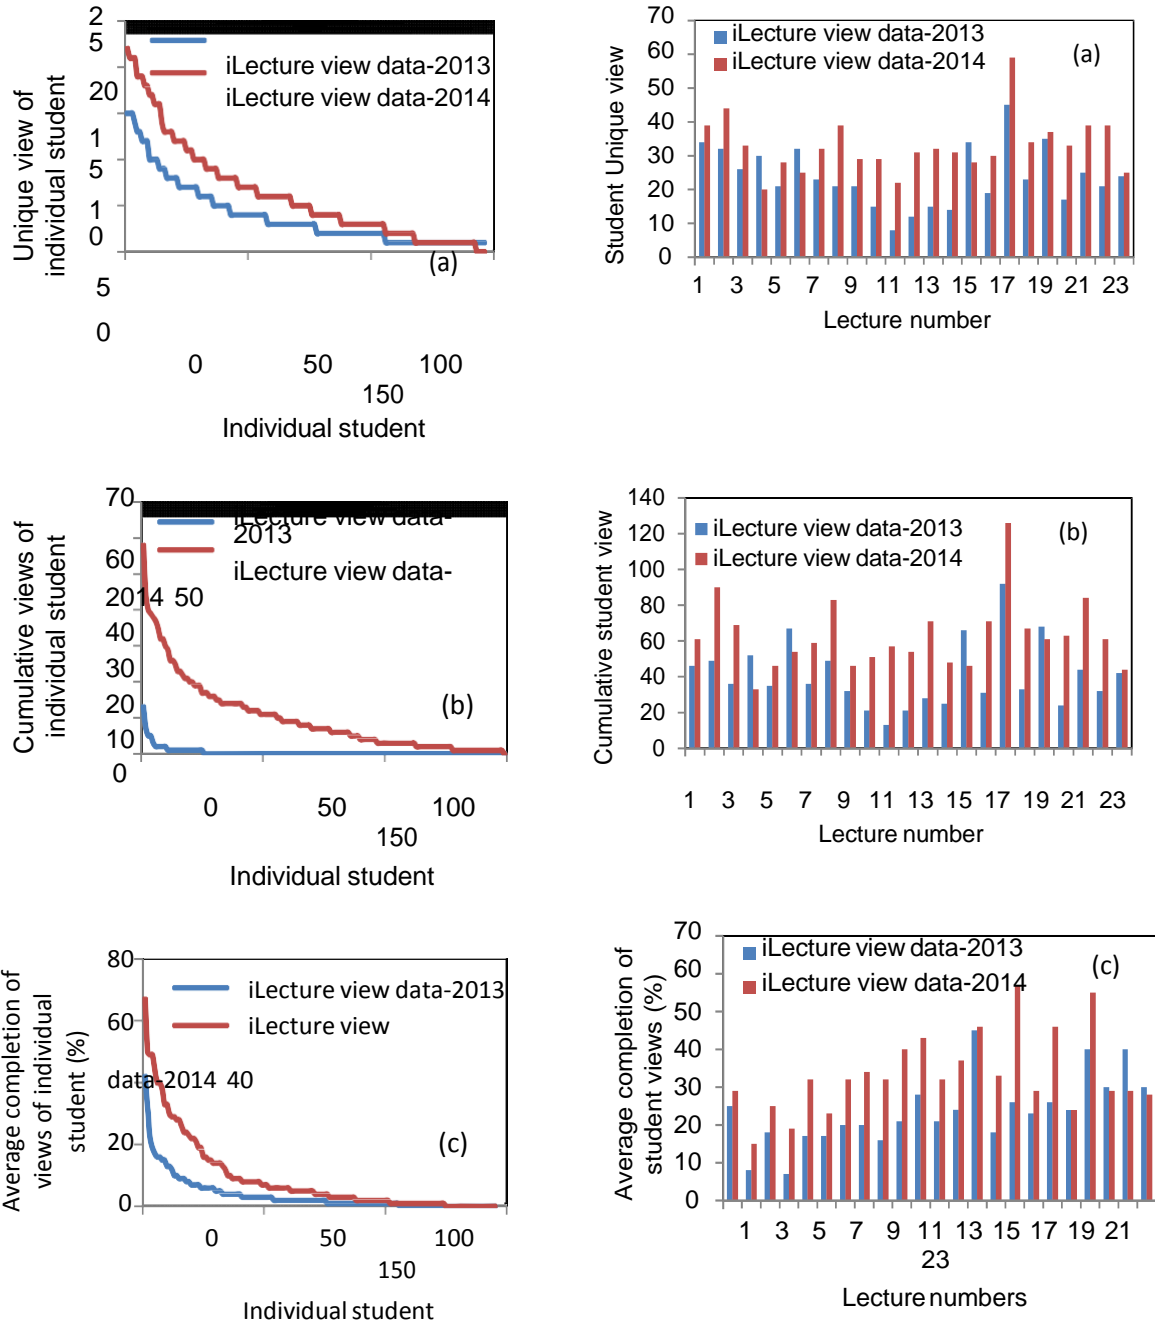 2
5
20
1
5
1
0
5
0
Unique view of
individual student
iLecture view data-2013
iLecture view data-2014
(a)
0 50 100
150
Individual student
70
60
50
40
30
20
10
0
Student Unique view
iLecture view data-2013
iLecture view data-2014
(a)
1 3 5 7 9 11 13 15 17 19 21 23
Lecture number
70
60
2014 50
40
30
20
10
0
Cumulative views of
individual student
iLecture view data-
2013
iLecture view data-
(b)
0 50 100
150
Individual student
140
120
100
80
60
40
20
0
Cumulative student view
iLecture view data-2013
iLecture view data-2014
(b)
1 3 5 7 9 11 13 15 17 19 21 23
Lecture number
80
60
data-2014 40
20
0
Average completion of
views of individual
student (%)
iLecture view data-2013
iLecture view
(c)
0 50 100
150
Individual student
70
60
50
40
30
20
10
0
Average completion of
student views (%)
iLecture view data-2013
iLecture view data-2014
(c)
1 3 5 7 9 11 13 15 17 19 21
23
Lecture numbers